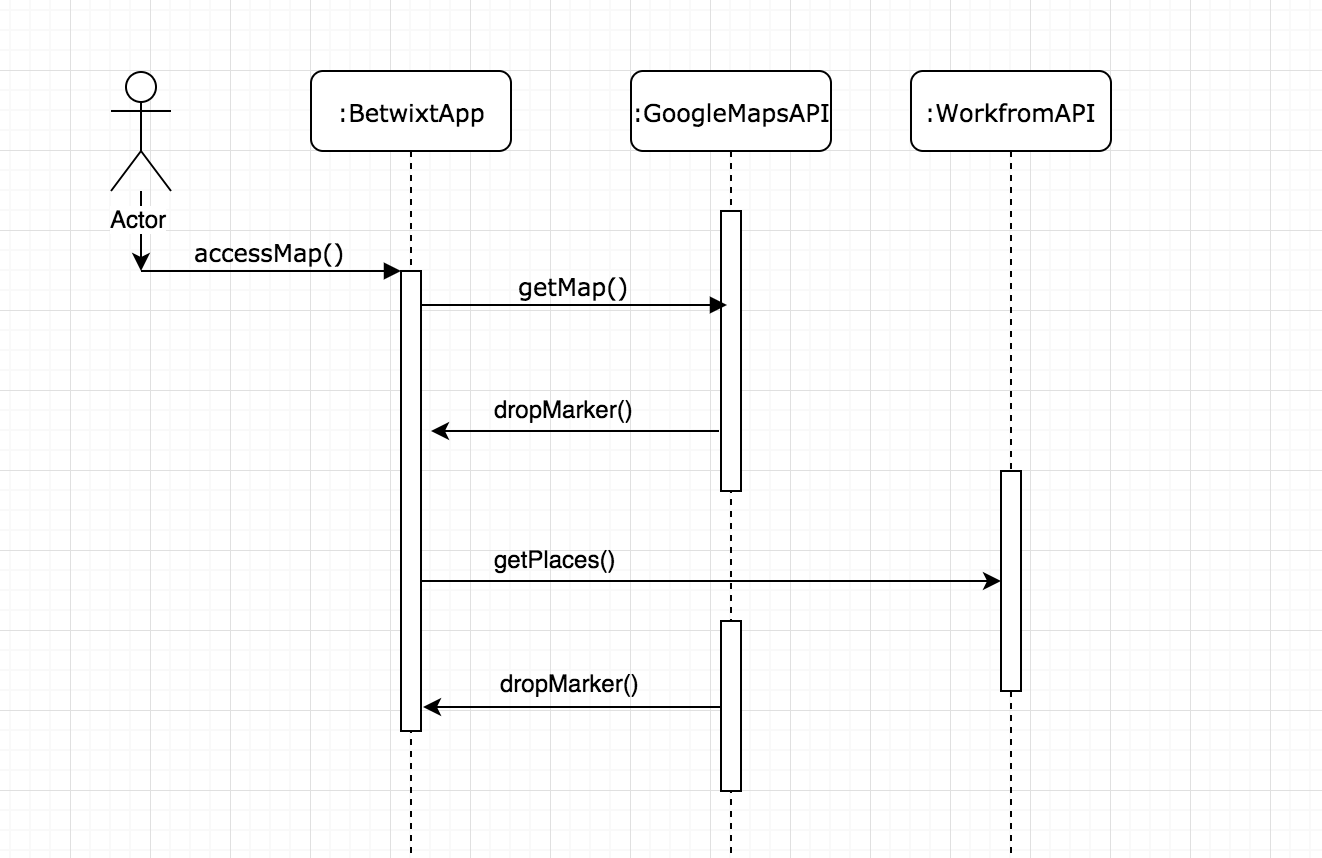 :BetwixtApp
:GoogleMapsAPI
:WorkfromAPI
Actor
accessMap()
getMap()
dropMarker()
getPlaces()
dropMarker()